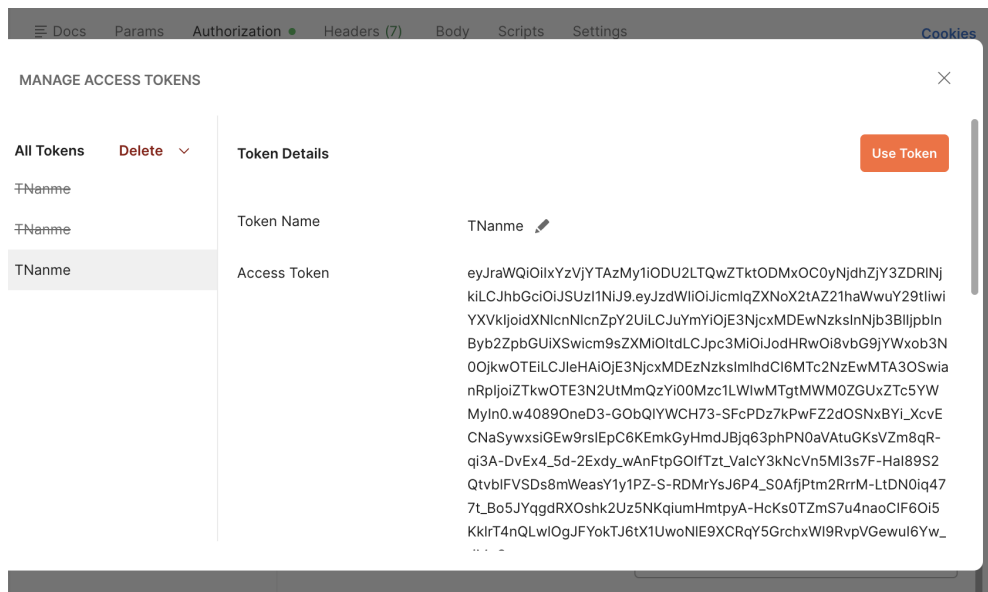 Docs Params Authorization Headers (7) Body Scripts Settings Cookies
MANAGE ACCESS TOKENS
All Tokens Delete
TNanme
TNanme
TNanme
Token Details
Use Token
Token Name
TNanme
Access Token
eyJraWQiOiIxYzVjYTAzMy1iODU2LTQwZTktODMxOC0yNjdhZjY3ZDRlNj
kiLCJhbGciOiJSUzI1NiJ9.eyJzdWIiOiJicmlqZXNoX2tAZ21haWwuY29tIiwi
YXVkIjoidXNlcnNlcnZpY2UiLCJuYmYiOjE3NjcxMDEwNzksInNjb3BlIjpbIn
Byb2ZpbGUiXSwicm9sZXMiOltdLCJpc3MiOiJodHRwOi8vbG9jYWxob3N
0OjkwOTEiLCJleHAiOjE3NjcxMDEzNzksImlhdCI6MTc2NzEwMTA3OSwia
nRpIjoiZTkwOTE3N2UtMmQzYi00Mzc1LWIwMTgtMWM0ZGUxZTc5YW
MyIn0.w4089OneD3-GObQlYWCH73-SFcPDz7kPwFZ2dOSNxBYi_XcvE
CNaSywxsiGEw9rslEpC6KEmkGyHmdJBjq63phPN0aVAtuGKsVZm8qR-
qi3A-DvEx4_5d-2Exdy_wAnFtpGOIfTzt_ValcY3kNcVn5MI3s7F-HaI89S2
QtvblFVSDs8mWeasY1y1PZ-S-RDMrYsJ6P4_S0AfjPtm2RrrM-LtDN0iq47
7t_Bo5JYqgdRXOshk2Uz5NKqiumHmtpyA-HcKs0TZmS7u4naoCIF6Oi5
KklrT4nQLwlOgJFYokTJ6tX1UwoNlE9XCRqY5GrchxWI9RvpVGewuI6Yw_